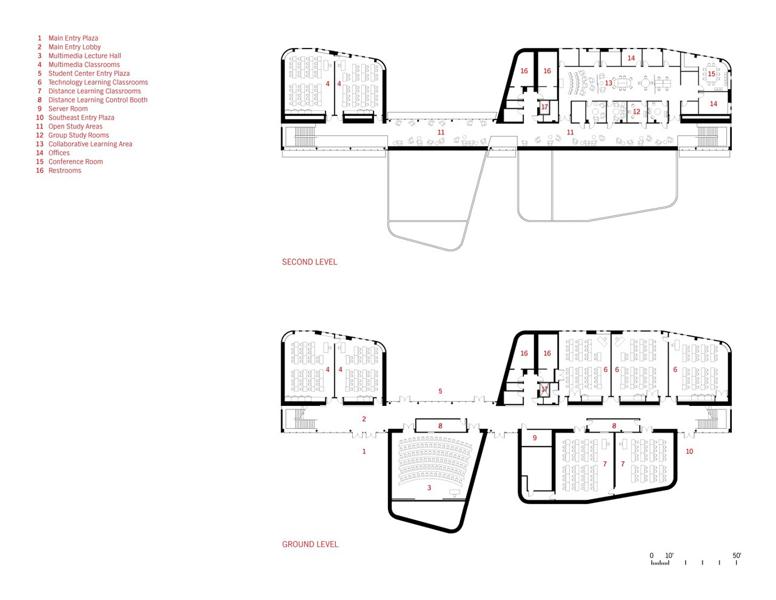 1 Main Entry Plaza
2 Main Entry Lobby
3 Multimedia Lecture Hall
4 Multimedia Classrooms
5 Student Center Entry Plaza
6 Technology Learning Classrooms
7 Distance Learning Classrooms
8 Distance Learning Control Booth
9 Server Room
10 Southeast Entry Plaza
11 Open Study Areas
12 Group Study Rooms
13 Collaborative Learning Area
14 Offices
15 Conference Room
16 Restrooms
16 16 14 15
4 4 13
17 14
12
11 11
SECOND LEVEL
16 16
4 4 6 6 6
5 17
2 8 8
1 9 10
7 7
3
GROUND LEVEL
0 10' 50'